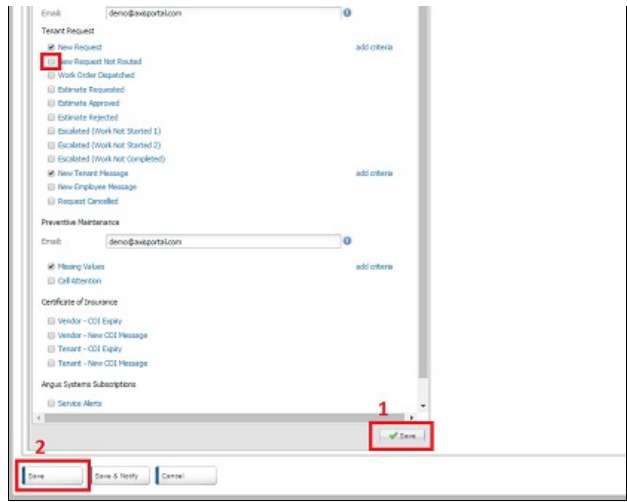 Email: demo@axisportal.com
Tenant Request
New Request add criteria
New Request Not Routed
Work Order Dispatched
Estimate Requested
Estimate Approved
Estimate Rejected
Escalated (Work Not Started 1)
Escalated (Work Not Started 2)
Escalated (Work Not Completed)
New Tenant Message add criteria
New Employee Message
Request Cancelled
Preventive Maintenance
Email: demo@axisportal.com
Missing Values add criteria
Call Attention
Certificate of Insurance
Vendor - COI Expiry
Vendor - New COI Message
Tenant - COI Expiry
Tenant - New COI Message
Angus Systems Subscriptions
Service Alerts
1
Save
2
Save Save & Notify Cancel